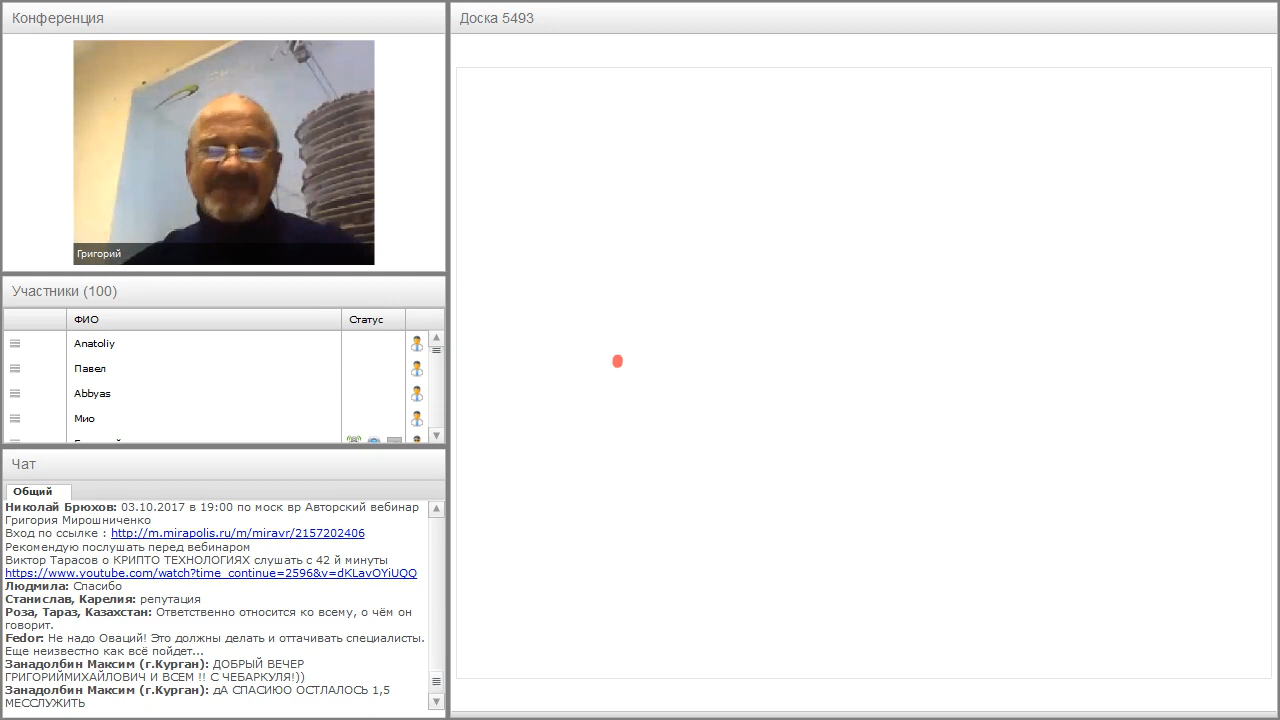 Конференция
Григорий
Участники (100)
ФИО
Статус
Anatoliy
Павел
Abbyas
Мио
Чат
Общий
Николай Брюхов: 03.10.2017 в 19:00 по моск вр Авторский вебинар
Григория Мирошниченко
Вход по ссылке : http://m.mirapolis.ru/m/miravr/2157202406
Рекомендую послушать перед вебинаром
Виктор Тарасов о КРИПТО ТЕХНОЛОГИЯХ слушать с 42 й минуты
https://www.youtube.com/watch?time_continue=2596&v=dKLavOYiUQQ
Людмила: Спасибо
Станислав, Карелия: репутация
Роза, Тараз, Казахстан: Ответственно относится ко всему, о чём он
говорит.
Fedor: Не надо Оваций! Это должны делать и оттачивать специалисты.
Еще неизвестно как всё пойдет...
Занадолбин Максим (г.Курган): ДОБРЫЙ ВЕЧЕР
ГРИГОРИЙМИХАЙЛОВИЧ И ВСЕМ !! С ЧЕБАРКУЛЯ!))
Занадолбин Максим (г.Курган): дА СПАСИЮО ОСТЛАЛОСЬ 1,5
МЕССЛУЖИТЬ
Доска 5493